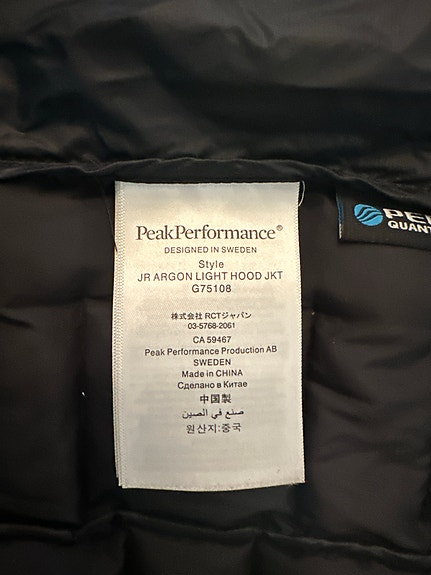 PeakPerformance®
DESIGNED IN SWEDEN
Style
JR ARGON LIGHT HOOD JKT
G75108
株式会社 RCTジャパン
03-5768-2061
CA 59467
Peak Performance Production AB
SWEDEN
Made in CHINA
Сделано в Китае
中国製
صنع في الصين
원산지:중국